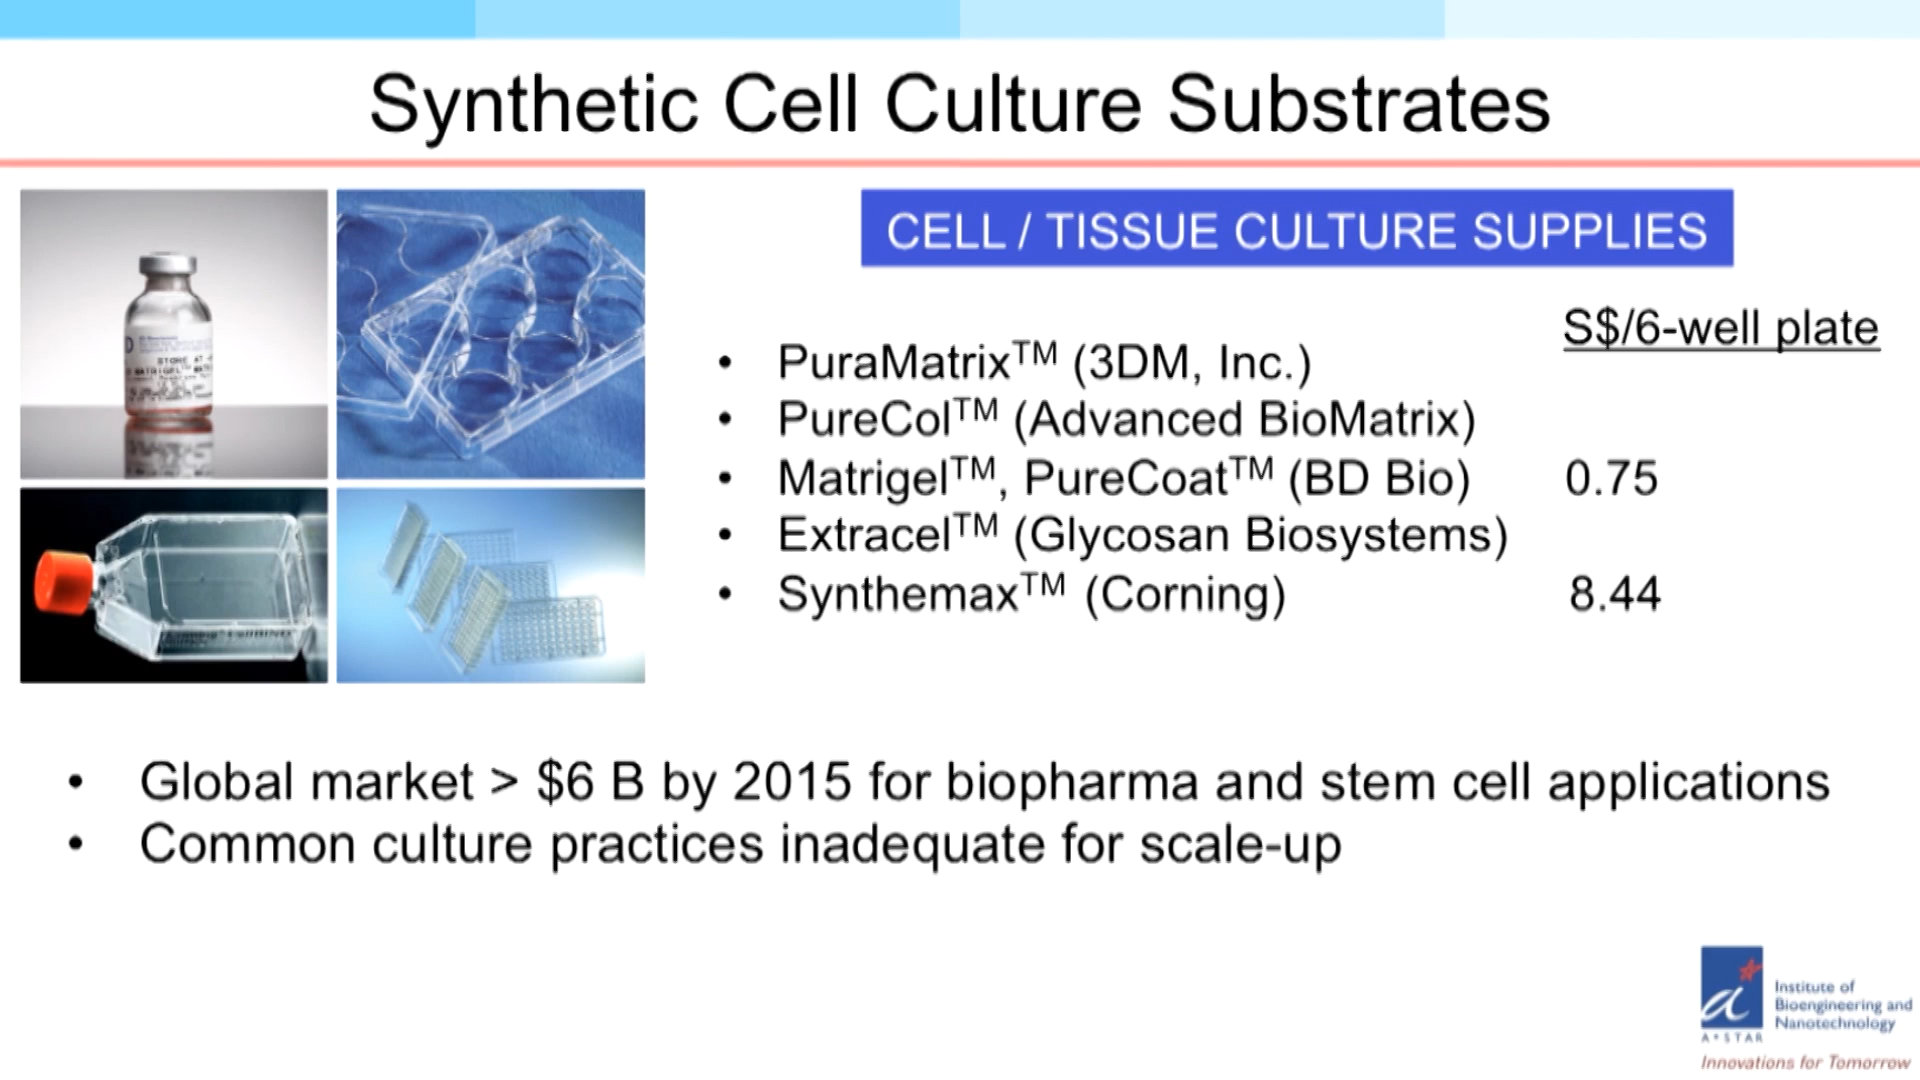 Synthetic Cell Culture Substrates
CELL / TISSUE CULTURE SUPPLIES
S$/6-well plate
• PuraMatrix™ (3DM, Inc.)
• PureCol™ (Advanced BioMatrix)
• Matrigel™, PureCoat™ (BD Bio) 0.75
• Extracel™ (Glycosan Biosystems)
• Synthemax™ (Corning) 8.44
STORE AT
MATRIGEL™
• Global market > $6 B by 2015 for biopharma and stem cell applications
• Common culture practices inadequate for scale-up
Institute of
Bioengineering and
Nanotechnology
A*STAR
Innovations for Tomorrow